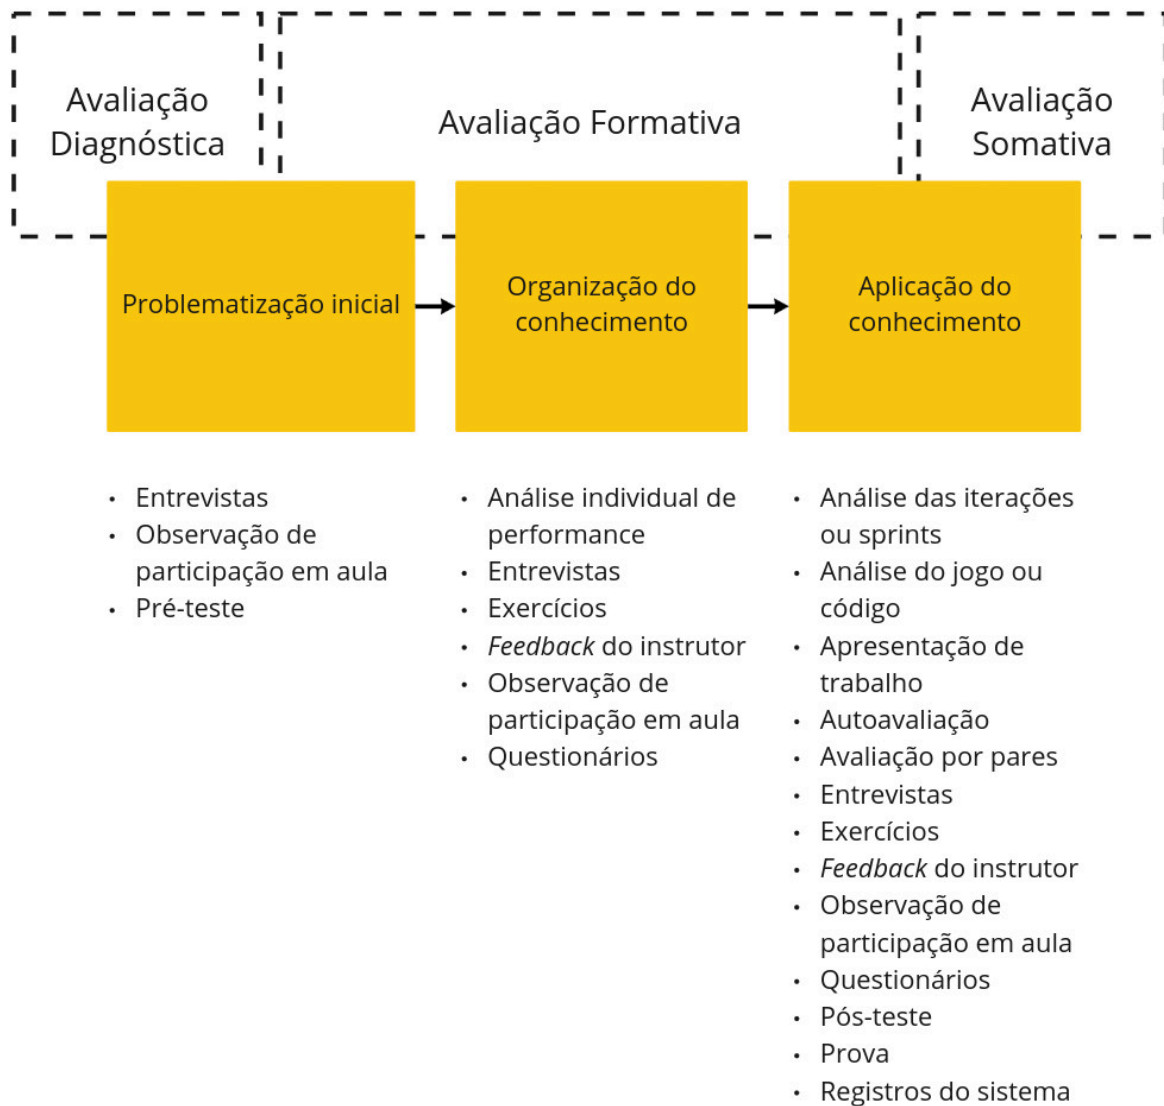 Avaliação
Diagnóstica
Avaliação Formativa
Avaliação
Somativa
Problematização inicial
Organização do
conhecimento
Aplicação do
conhecimento
• Entrevistas
• Observação de
participação em aula
• Pré-teste
• Análise individual de
performance
• Entrevistas
• Exercícios
• Feedback do instrutor
• Observação de
participação em aula
• Questionários
• Análise das iterações
ou sprints
• Análise do jogo ou
código
• Apresentação de
trabalho
• Autoavaliação
• Avaliação por pares
• Entrevistas
• Exercícios
• Feedback do instrutor
• Observação de
participação em aula
• Questionários
• Pós-teste
• Prova
• Registros do sistema